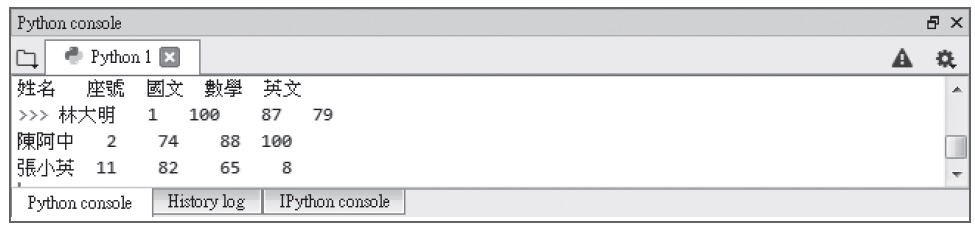 Python console
Python 1
姓名 座號 國文 數學 英文
>>> 林大明 1 100 87 79
陳阿中 2 74 88 100
張小英 11 82 65 8
Python console History log IPython console